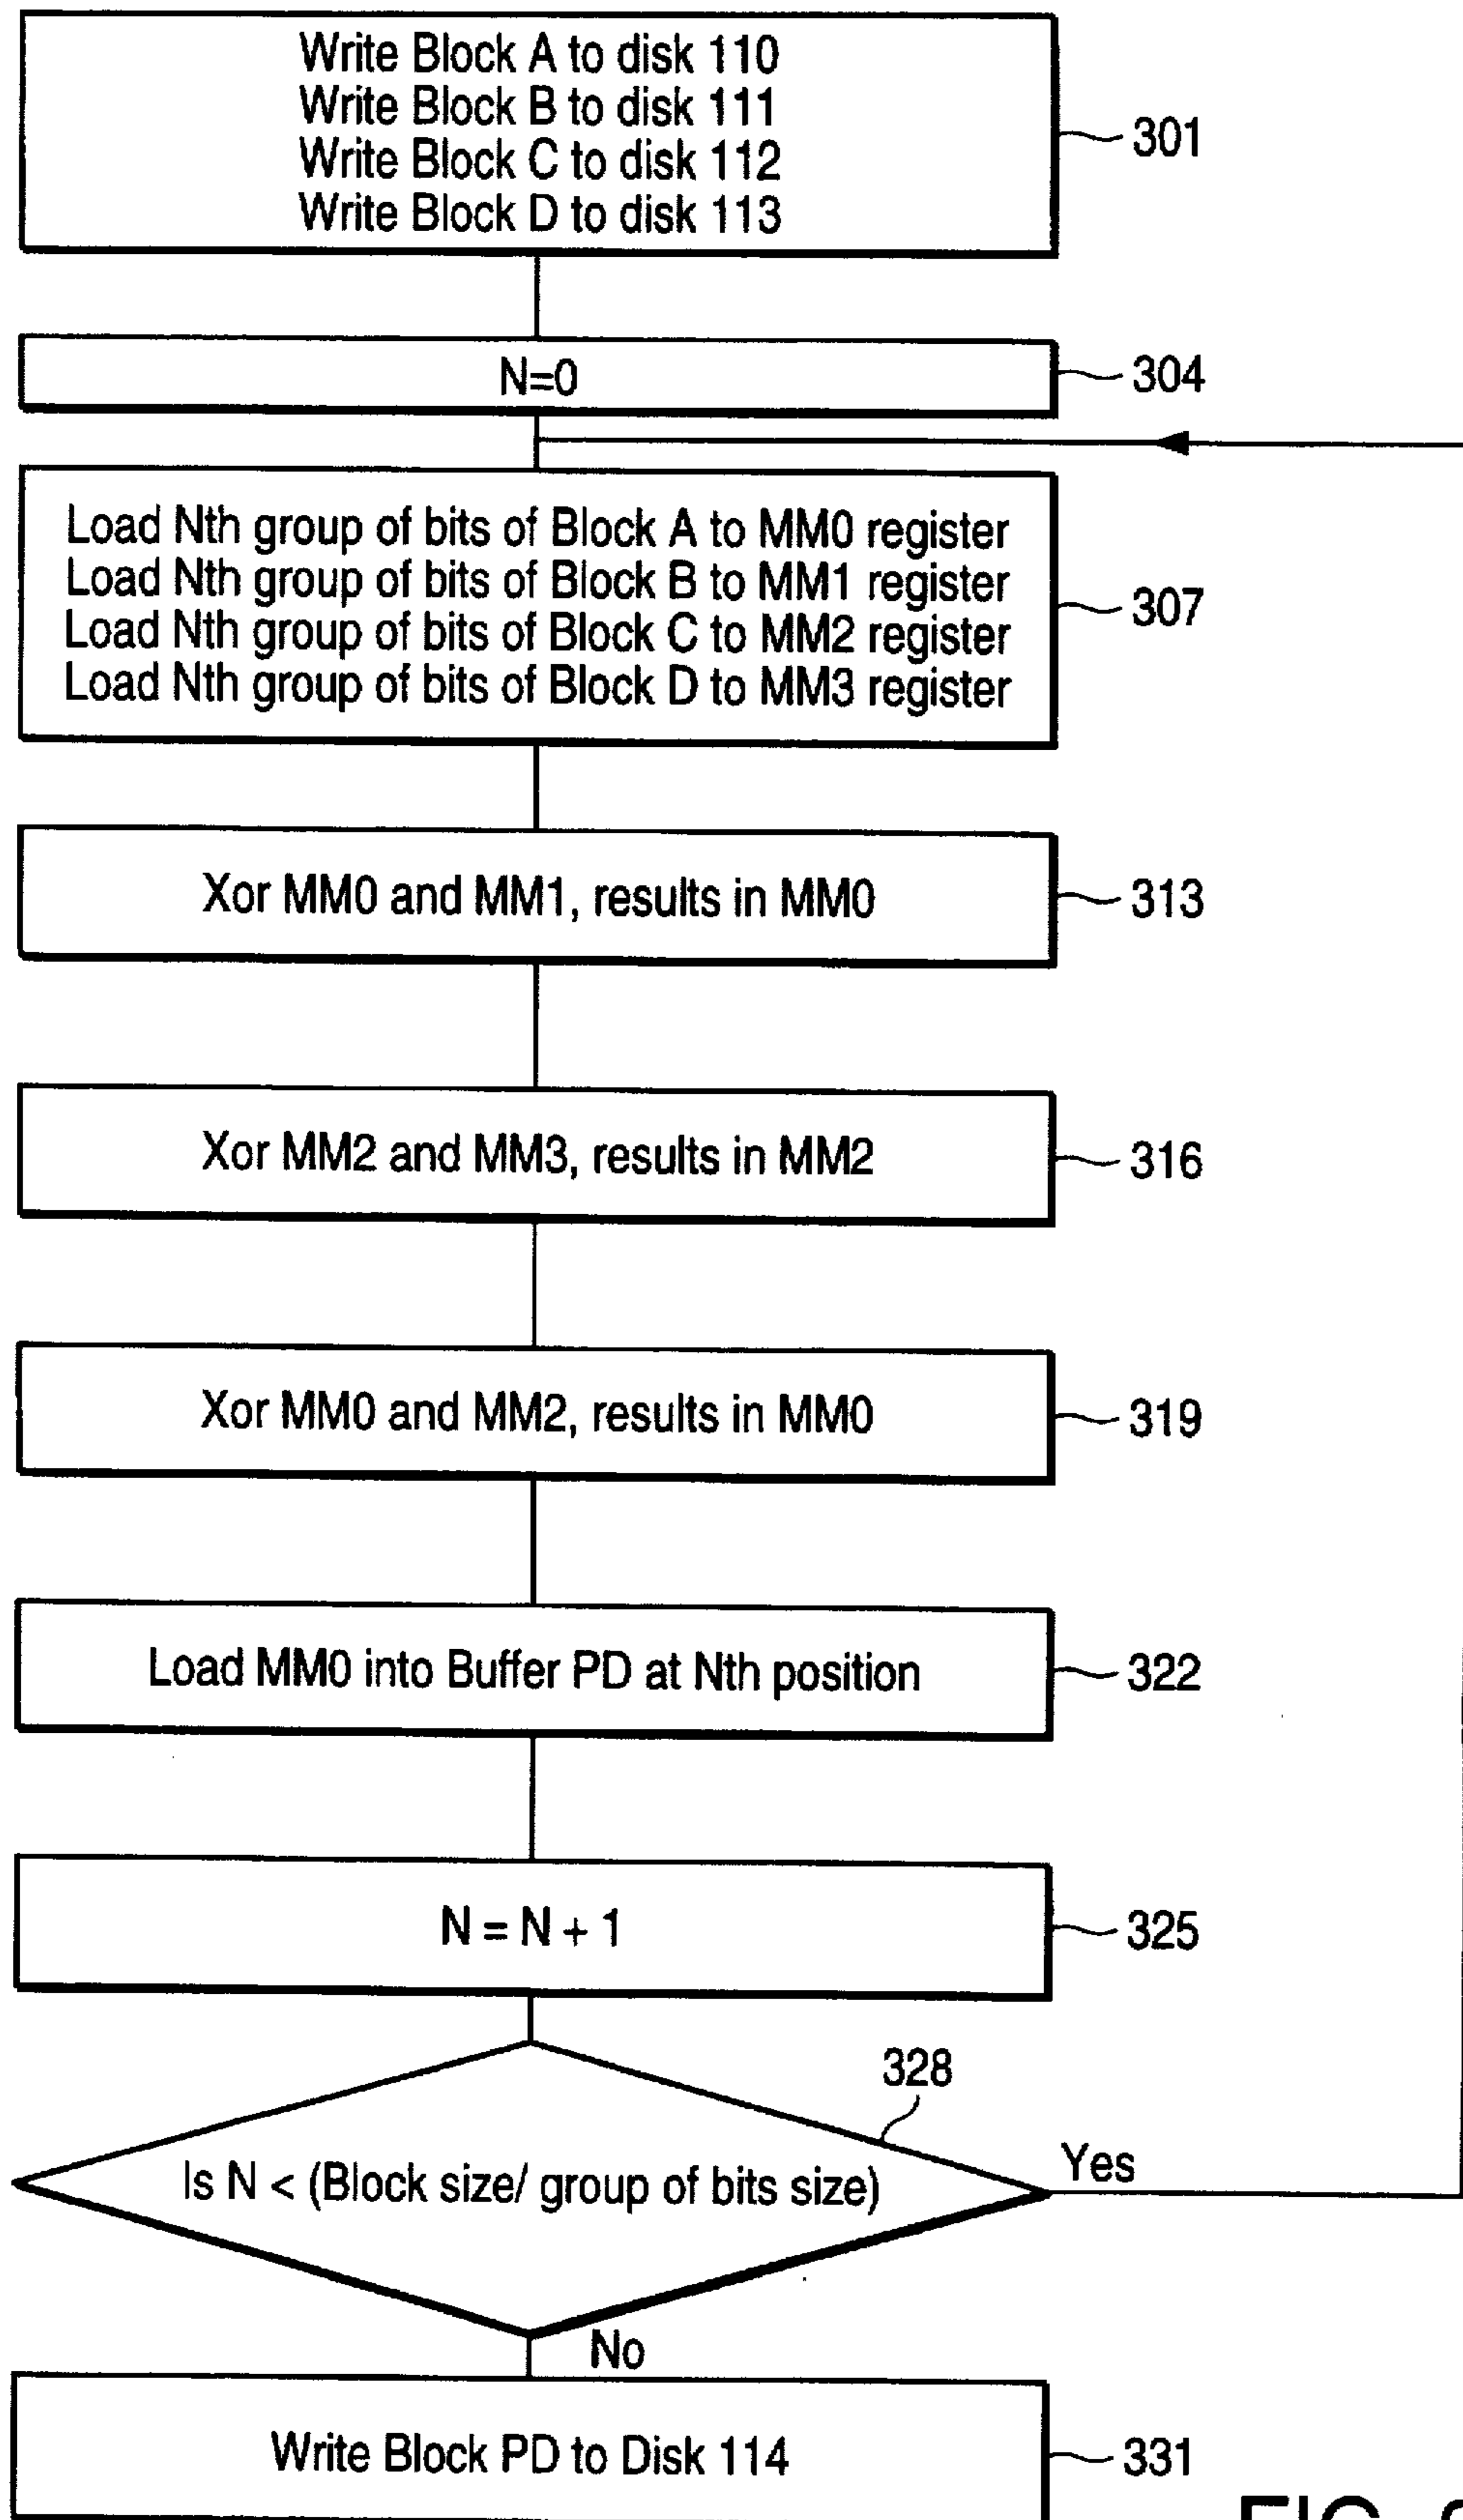 Write Block A to disk 110
Write Block B to disk 111
Write Block C to disk 112
Write Block D to disk 113
301
N=0
304
Load Nth group of bits of Block A to MM0 register
Load Nth group of bits of Block B to MM1 register
Load Nth group of bits of Block C to MM2 register
Load Nth group of bits of Block D to MM3 register
307
Xor MM0 and MM1, results in MM0
313
Xor MM2 and MM3, results in MM2
316
Xor MM0 and MM2, results in MM0
319
Load MM0 into Buffer PD at Nth position
322
N = N + 1
325
328
Is N < (Block size/ group of bits size)
Yes
No
Write Block PD to Disk 114
331
FIG.